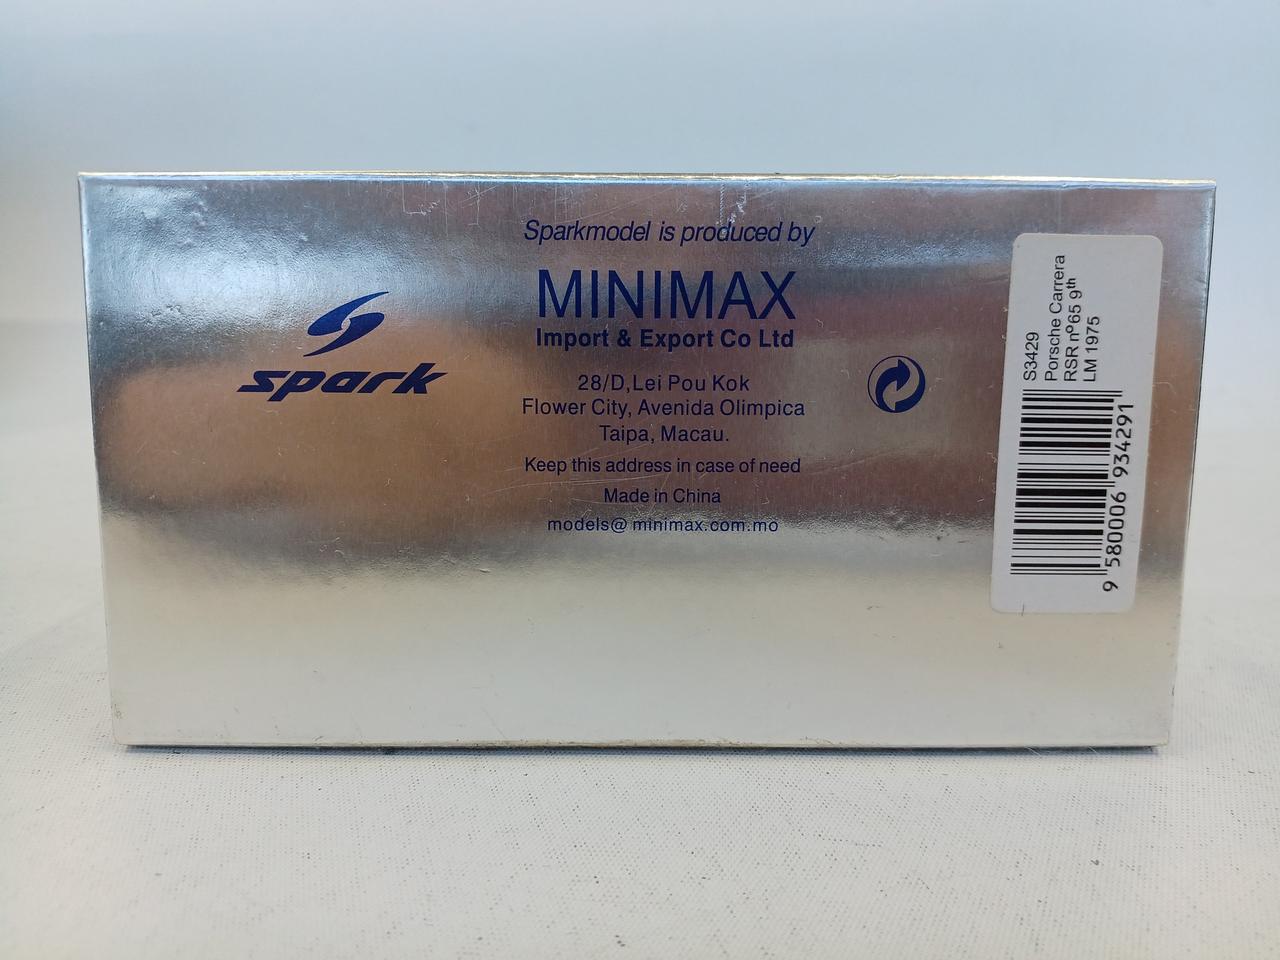 Sparkmodel is produced by
MINIMAX
Import & Export Co Ltd
28/D,Lei Pou Kok
Flower City, Avenida Olimpica
Taipa, Macau.
Keep this address in case of need
Made in China
models@minimax.com.mo
spark
S3429
Porsche Carrera
RSR nº65 9th
LM 1975
9 580006 934291